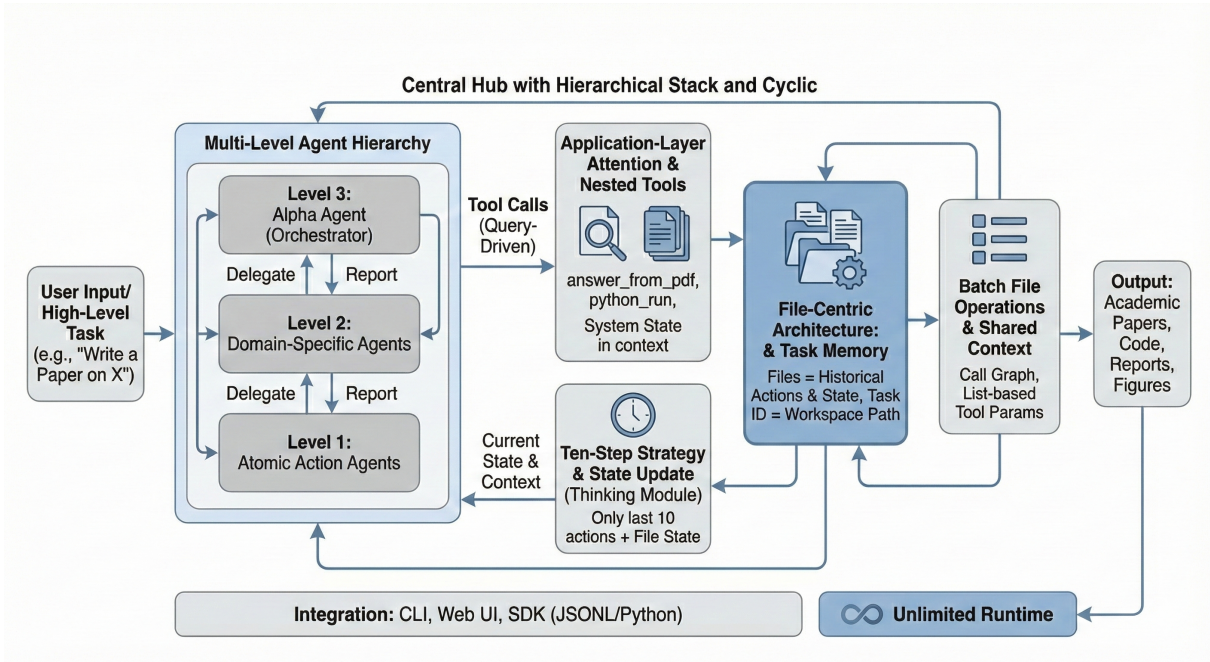 Central Hub with Hierarchical Stack and Cyclic
User Input/
High-Level
Task
(e.g., "Write a
Paper on X")
Multi-Level Agent Hierarchy
Level 3:
Alpha Agent
(Orchestrator)
Delegate
Report
Level 2:
Domain-Specific Agents
Delegate
Report
Level 1:
Atomic Action Agents
Tool Calls
(Query-
Driven)
Application-Layer
Attention &
Nested Tools
answer_from_pdf,
python_run,
System State
in context
Current
State &
Context
Ten-Step Strategy
& State Update
(Thinking Module)
Only last 10
actions + File State
File-Centric
Architecture:
& Task Memory
Files = Historical
Actions & State, Task
ID = Workspace Path
Batch File
Operations
& Shared
Context
Call Graph,
List-based
Tool Params
Output:
Academic
Papers,
Code,
Reports,
Figures
Integration: CLI, Web UI, SDK (JSONL/Python)
Unlimited Runtime